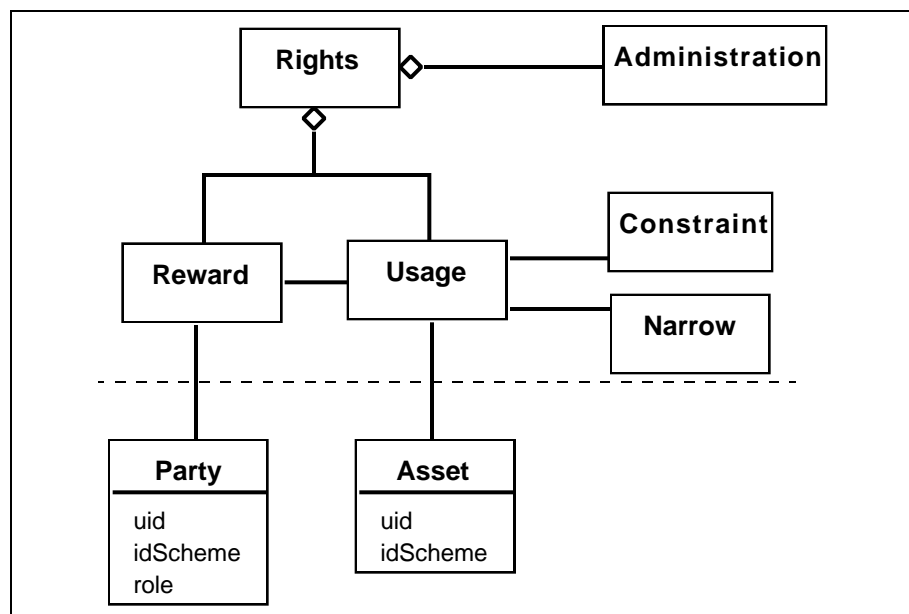 Rights
Administration
Constraint
Reward
Usage
Narrow
Party
uid
idScheme
role
Asset
uid
idScheme